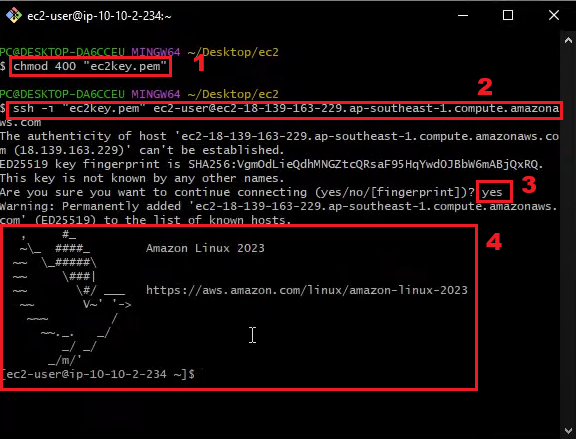 ec2-user@ip-10-10-2-234:~
PC@DESKTOP-DA6CCEU MINGW64 ~/Desktop/ec2
$ chmod 400 "ec2key.pem"
1
PC@DESKTOP-DA6CCEU MINGW64 ~/Desktop/ec2
2
$ ssh -i "ec2key.pem" ec2-user@ec2-18-139-163-229.ap-southeast-1.compute.amazona
ws.com
The authenticity of host 'ec2-18-139-163-229.ap-southeast-1.compute.amazonaws.co
m (18.139.163.229)' can't be established.
ED25519 key fingerprint is SHA256:VgmOdLieQdhMNGZtcQRsaF95HqYwdOJBbW6mABjQxRQ.
This key is not known by any other names.
Are you sure you want to continue connecting (yes/no/[fingerprint])? yes
3
Warning: Permanently added 'ec2-18-139-163-229.ap-southeast-1.compute.amazonaws.
com' (ED25519) to the list of known hosts.
4
   ,     #_
   ~\_  ####_        Amazon Linux 2023
  ~~  \_#####\
  ~~     \###|
  ~~       \#/ ___   https://aws.amazon.com/linux/amazon-linux-2023
   ~~       V~' '->
    ~~~         /
      ~~._.   _/
         _/ _/
       _/m/'
[ec2-user@ip-10-10-2-234 ~]$